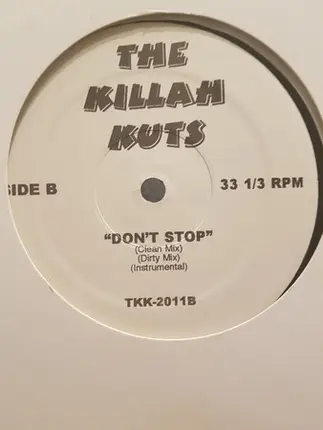 THE
KILLAH
KUTS
SIDE B
33 1/3 RPM
"DON'T STOP"
(Clean Mix)
(Dirty Mix)
(Instrumental)
TKK-2011B